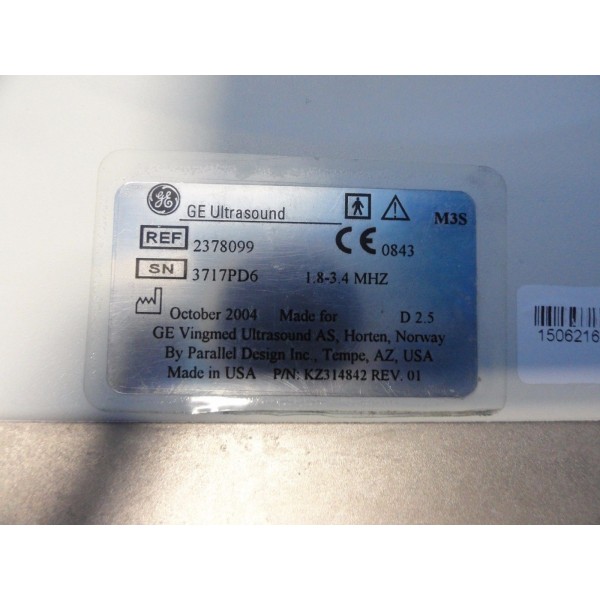 GE
GE Ultrasound M3S
REF 2378099 CE 0843
SN 3717PD6 1.8-3.4 MHZ
October 2004 Made for D 2.5
GE Vingmed Ultrasound AS, Horten, Norway
By Parallel Design Inc., Tempe, AZ, USA
Made in USA P/N: KZ314842 REV. 01
1506216